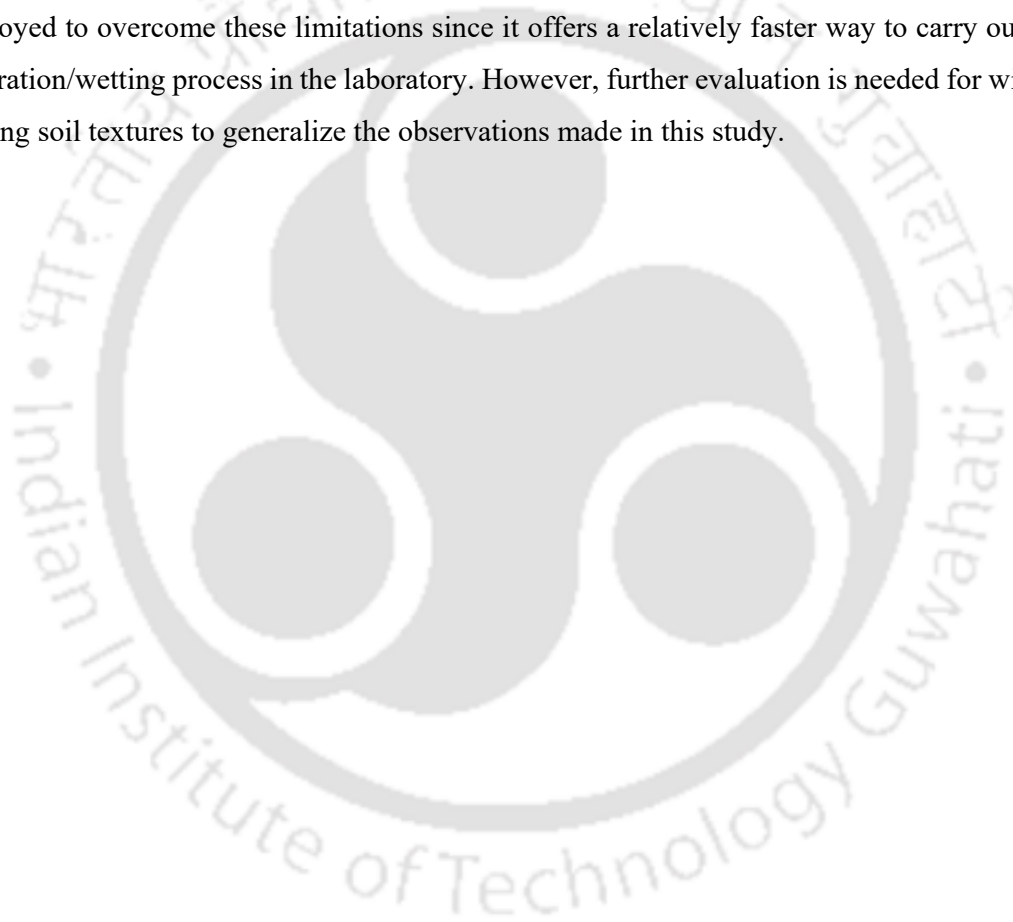 oyed to overcome these limitations since it offers a relatively faster way to carry ou
ration/wetting process in the laboratory. However, further evaluation is needed for wi
ng soil textures to generalize the observations made in this study.
Indian Institute of Technology Guwahati